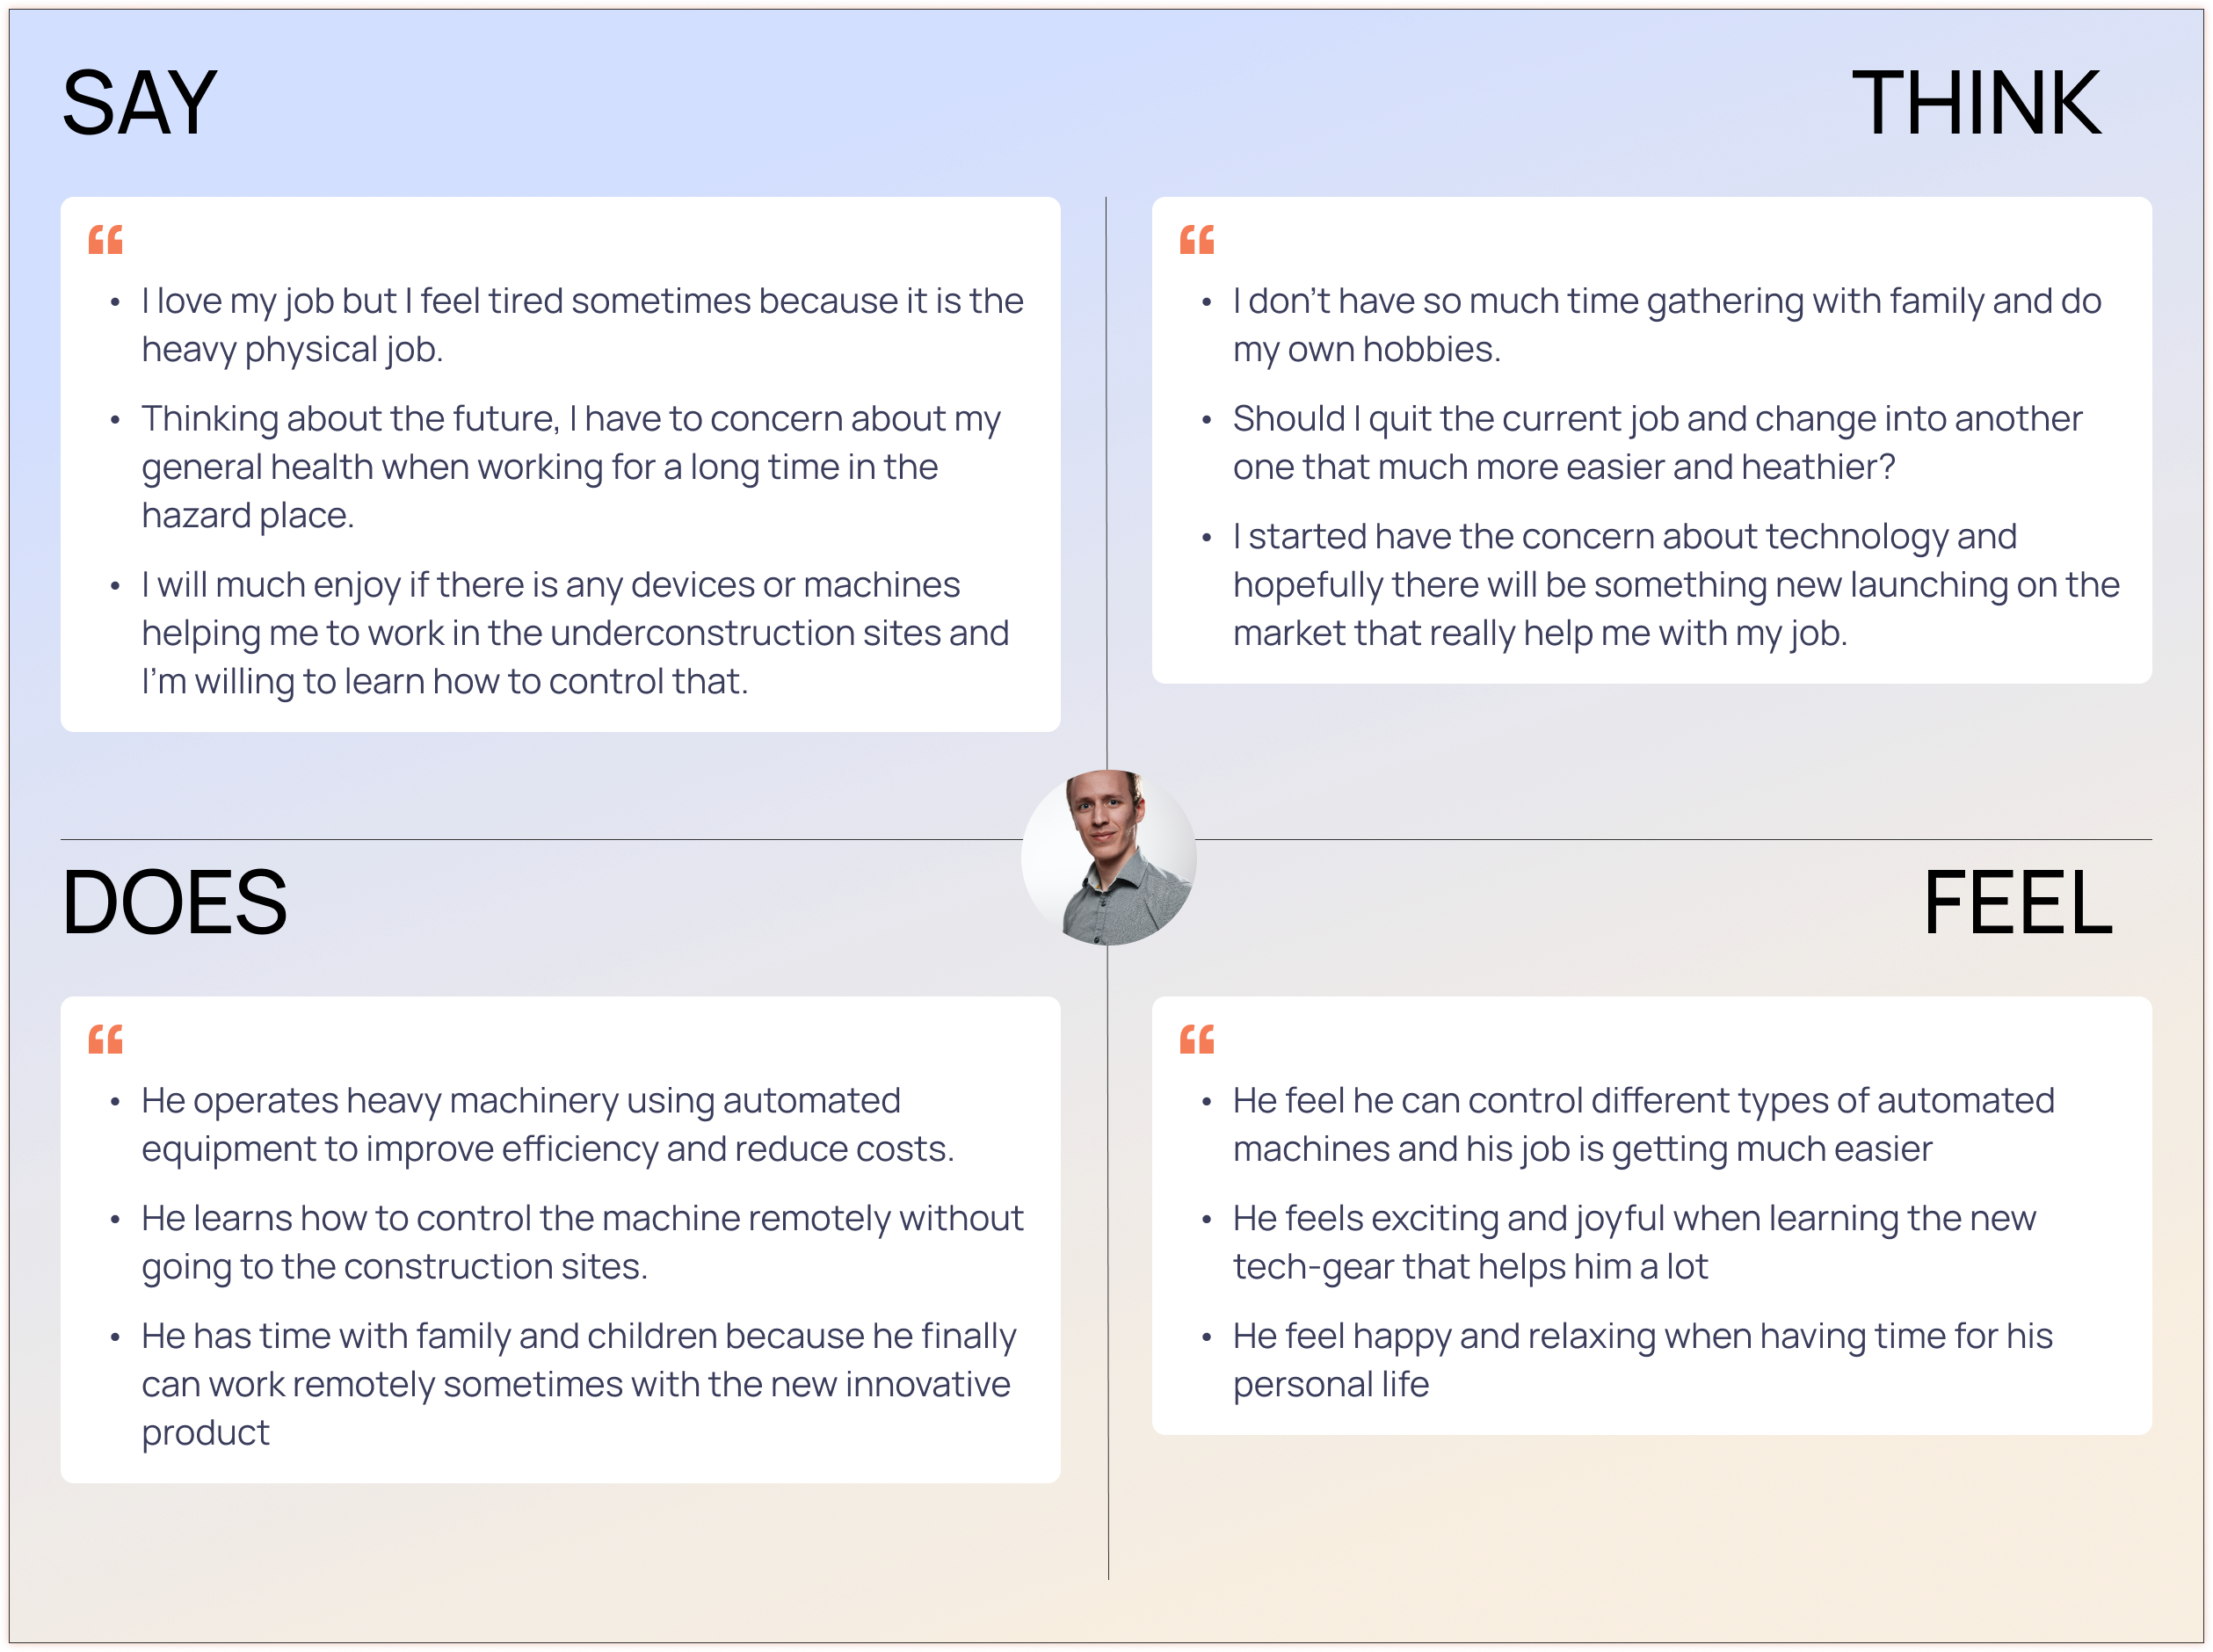 SAY
“
• I love my job but I feel tired sometimes because it is the
heavy physical job.
• Thinking about the future, I have to concern about my
general health when working for a long time in the
hazard place.
• I will much enjoy if there is any devices or machines
helping me to work in the underconstruction sites and
I’m willing to learn how to control that.
THINK
“
• I don’t have so much time gathering with family and do
my own hobbies.
• Should I quit the current job and change into another
one that much more easier and heathier?
• I started have the concern about technology and
hopefully there will be something new launching on the
market that really help me with my job.
DOES
“
• He operates heavy machinery using automated
equipment to improve efficiency and reduce costs.
• He learns how to control the machine remotely without
going to the construction sites.
• He has time with family and children because he finally
can work remotely sometimes with the new innovative
product
FEEL
“
• He feel he can control different types of automated
machines and his job is getting much easier
• He feels exciting and joyful when learning the new
tech-gear that helps him a lot
• He feel happy and relaxing when having time for his
personal life